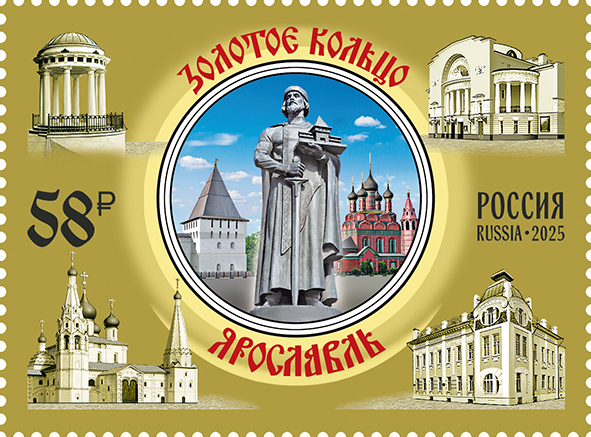 ЗОЛОТОЕ КОЛЬЦО
58₽
РОССИЯ
RUSSIA • 2025
ЯРОСЛАВЛЬ